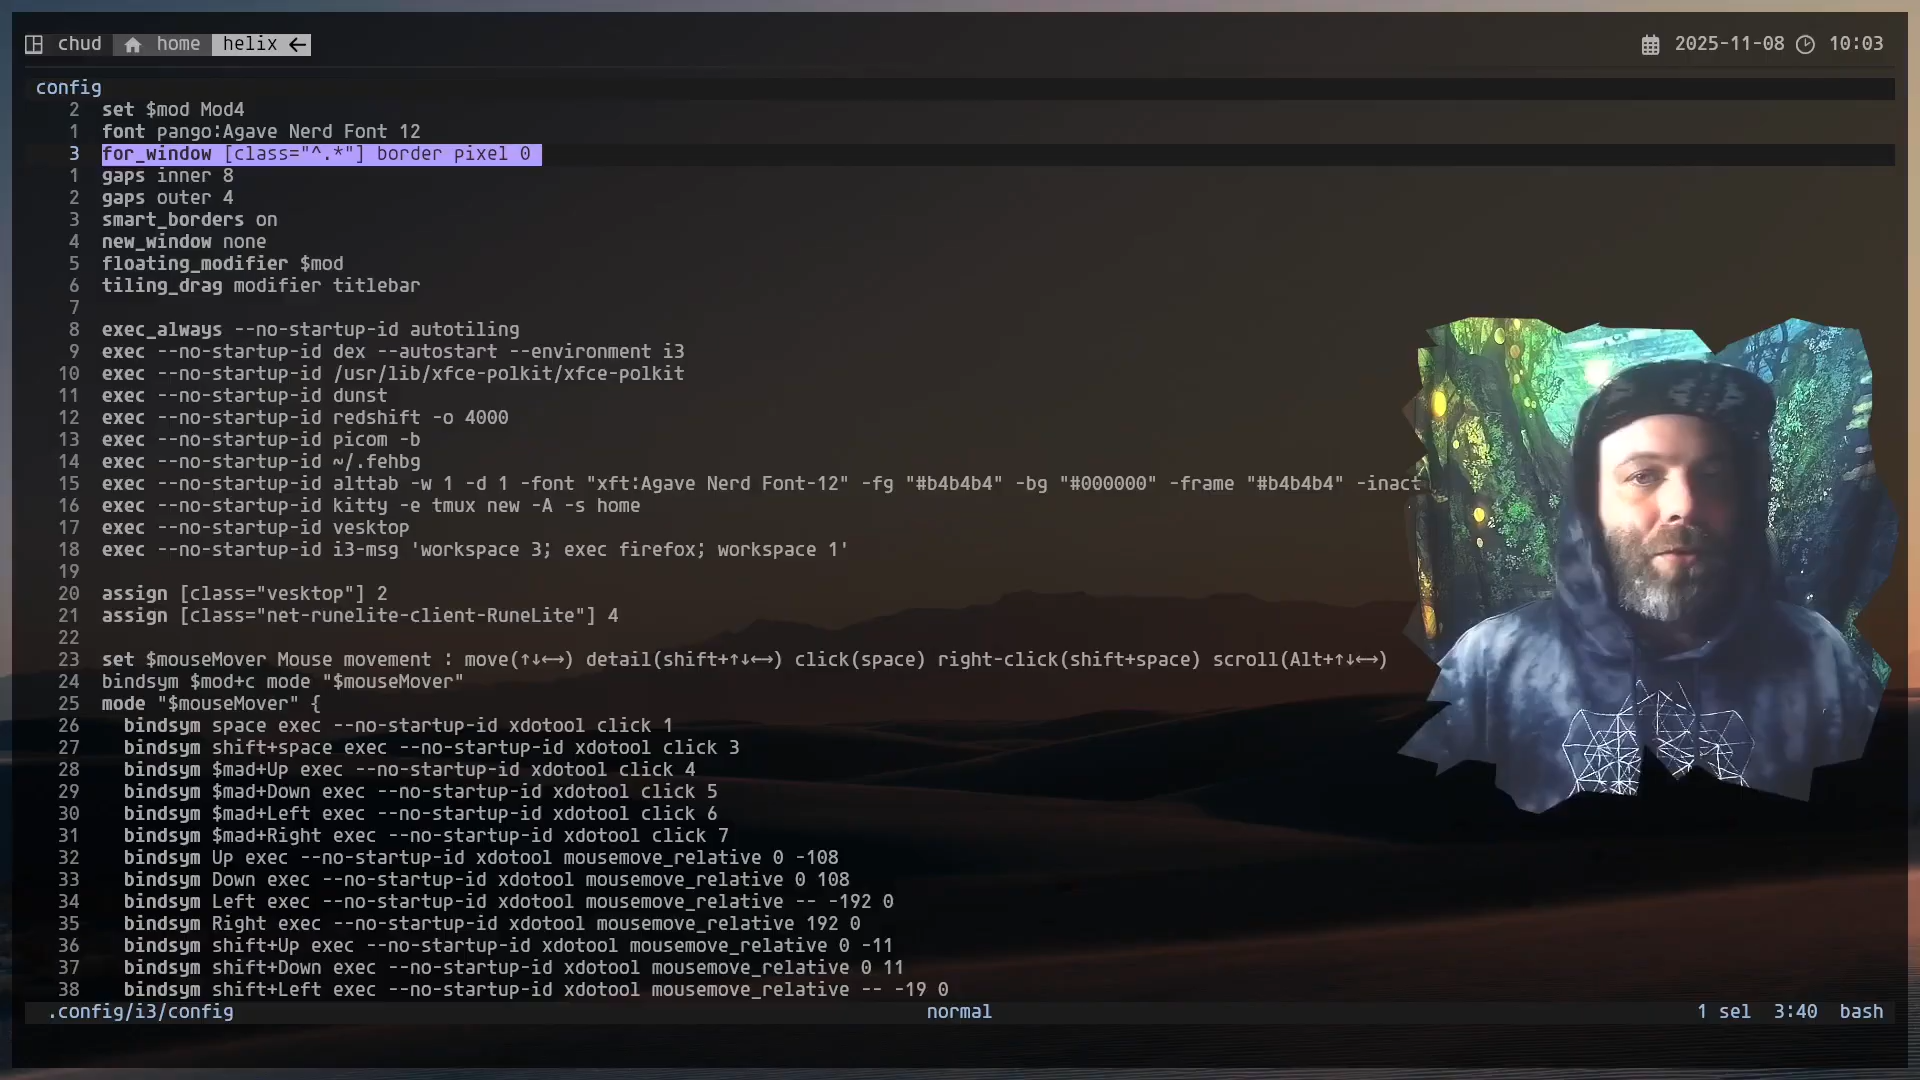 chud home helix ← 2025-11-08 10:03
config
2 set $mod Mod4
1 font pango:Agave Nerd Font 12
3 for_window [class="^.*"] border pixel 0
1 gaps inner 8
2 gaps outer 4
3 smart_borders on
4 new_window none
5 floating_modifier $mod
6 tiling_drag modifier titlebar
7
8 exec_always --no-startup-id autotiling
9 exec --no-startup-id dex --autostart --environment i3
10 exec --no-startup-id /usr/lib/xfce-polkit/xfce-polkit
11 exec --no-startup-id dunst
12 exec --no-startup-id redshift -o 4000
13 exec --no-startup-id picom -b
14 exec --no-startup-id ~/.fehbg
15 exec --no-startup-id alttab -w 1 -d 1 -font "xft:Agave Nerd Font-12" -fg "#b4b4b4" -bg "#000000" -frame "#b4b4b4" -inact
16 exec --no-startup-id kitty -e tmux new -A -s home
17 exec --no-startup-id vesktop
18 exec --no-startup-id i3-msg 'workspace 3; exec firefox; workspace 1'
19
20 assign [class="vesktop"] 2
21 assign [class="net-runelite-client-RuneLite"] 4
22
23 set $mouseMover Mouse movement : move(↑↓←→) detail(shift+↑↓←→) click(space) right-click(shift+space) scroll(Alt+↑↓←→)
24 bindsym $mod+c mode "$mouseMover"
25 mode "$mouseMover" {
26 bindsym space exec --no-startup-id xdotool click 1
27 bindsym shift+space exec --no-startup-id xdotool click 3
28 bindsym $mad+Up exec --no-startup-id xdotool click 4
29 bindsym $mad+Down exec --no-startup-id xdotool click 5
30 bindsym $mad+Left exec --no-startup-id xdotool click 6
31 bindsym $mad+Right exec --no-startup-id xdotool click 7
32 bindsym Up exec --no-startup-id xdotool mousemove_relative 0 -108
33 bindsym Down exec --no-startup-id xdotool mousemove_relative 0 108
34 bindsym Left exec --no-startup-id xdotool mousemove_relative -- -192 0
35 bindsym Right exec --no-startup-id xdotool mousemove_relative 192 0
36 bindsym shift+Up exec --no-startup-id xdotool mousemove_relative 0 -11
37 bindsym shift+Down exec --no-startup-id xdotool mousemove_relative 0 11
38 bindsym shift+Left exec --no-startup-id xdotool mousemove_relative -- -19 0
.config/i3/config normal 1 sel 3:40 bash